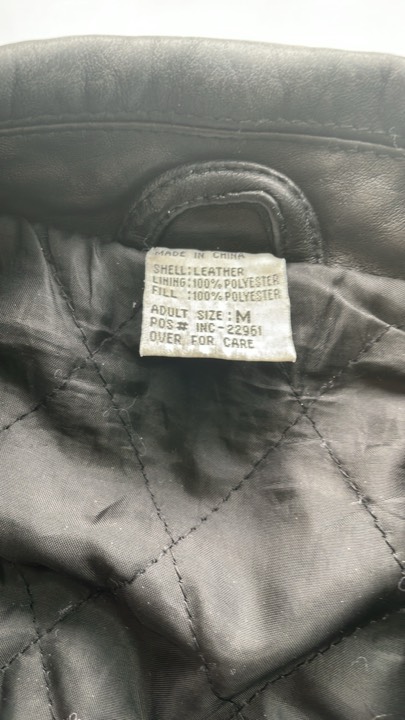 MADE IN CHINA
SHELL:LEATHER
LINING:100%POLYESTER
FILL :100%POLYESTER
ADULT SIZE:M
POS# INC-22961
OVER FOR CARE